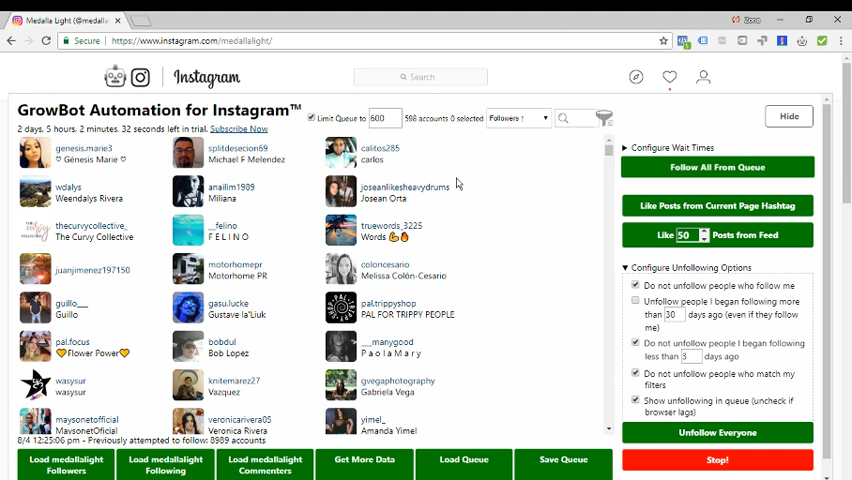 Medalla Light (@medalla
Secure
https://www.instagram.com/medallalight/
Instagram
Search
GrowBot Automation for Instagram™
2 days, 5 hours, 2 minutes, 32 seconds left in trial. Subscribe Now
Limit Queue to 600 598 accounts 0 selected Followers ↑
Hide
genesis.marie3
♡ Génesis Marie ♡
splitdesecion69
Michael F Melendez
calitos285
carlos
wdalys
Weendalys Rivera
anailim1989
Miliana
joseanlikesheavydrums
Josean Orta
thecurvycollective_
The Curvy Collective
__felino
F E L I N O
truewords_3225
Words 💪🔥
juanjimenez197150
motorhomepr
Motorhome PR
coloncesario
Melissa Colón-Cesario
guillo___
Guillo
gasu.lucke
Gustave la'Liuk
pal.trippyshop
PAL FOR TRIPPY PEOPLE
pal.focus
💛Flower Power💛
bobdul
Bob Lopez
___manygood
P a o l a M a r y
wasysur
wasysur
knitemarez27
Vazquez
gvegaphotography
Gabriela Vega
maysonetofficial
MaysonetOfficial
veronicarivera05
Veronica Rivera
yimel_
Amanda Yimel
8/4 12:25:06 pm - Previously attempted to follow: 8989 accounts
Load medallalight Followers
Load medallalight Following
Load medallalight Commenters
Get More Data
Load Queue
Save Queue
Configure Wait Times
Follow All From Queue
Like Posts from Current Page Hashtag
Like 50 Posts from Feed
Configure Unfollowing Options
Do not unfollow people who follow me
Unfollow people I began following more
than 30 days ago (even if they follow
me)
Do not unfollow people I began following
less than 3 days ago
Do not unfollow people who match my
filters
Show unfollowing in queue (uncheck if
browser lags)
Unfollow Everyone
Stop!